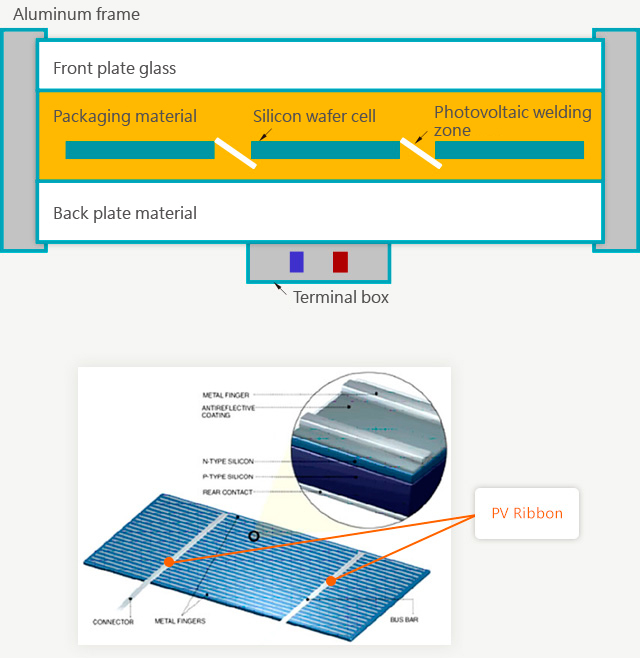 Aluminum frame
Front plate glass
Packaging material
Silicon wafer cell
Photovoltaic welding
zone
Back plate material
Terminal box
METAL FINGER
ANTIREFLECTIVE
COATING
N-TYPE SILICON
P-TYPE SILICON
REAR CONTACT
PV Ribbon
CONNECTOR
METAL FINGERS
BUS BAR